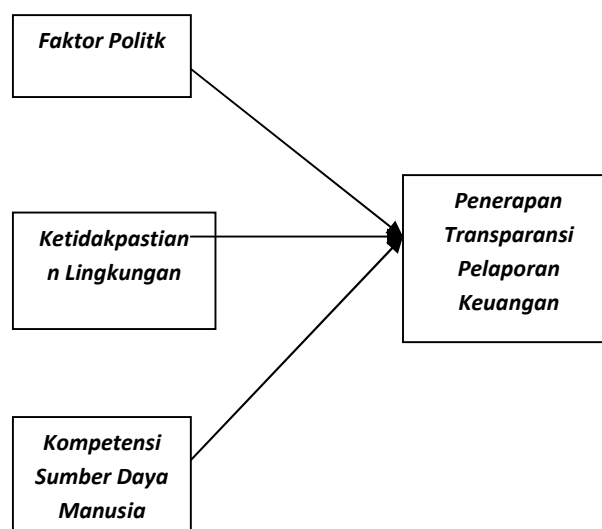 Faktor Politk
Ketidakpastian
n Lingkungan
Kompetensi
Sumber Daya
Manusia
Penerapan
Transparansi
Pelaporan
Keuangan